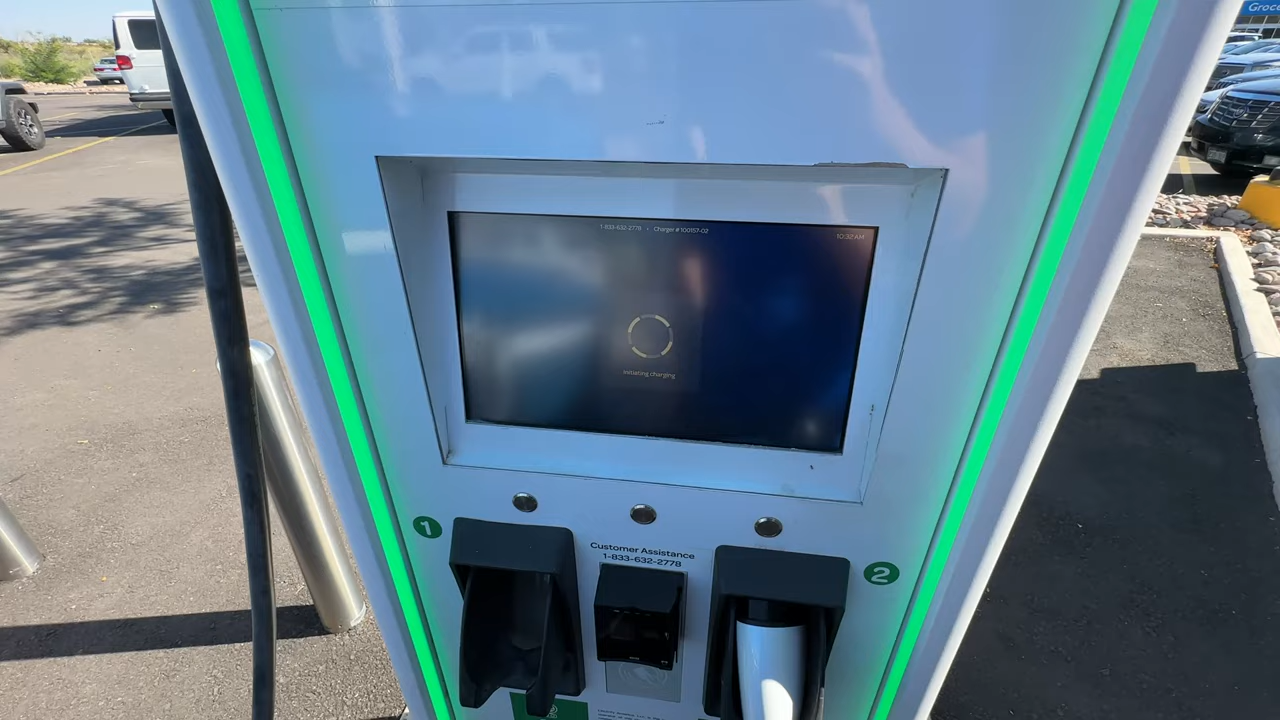 Groce
1-833-632-2778 • Charger # 100157-02
10:32 AM
Initiating charging
1
Customer Assistance
1-833-632-2778
2